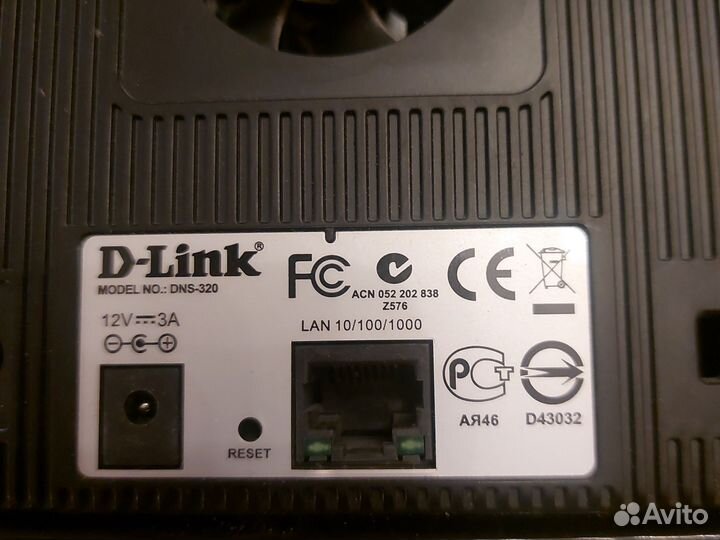 D-Link®
MODEL NO.: DNS-320
FC CE
ACN 052 202 838
Z576
12V 3A
LAN 10/100/1000
RESET
РСТ
АЯ46
D43032
Avito